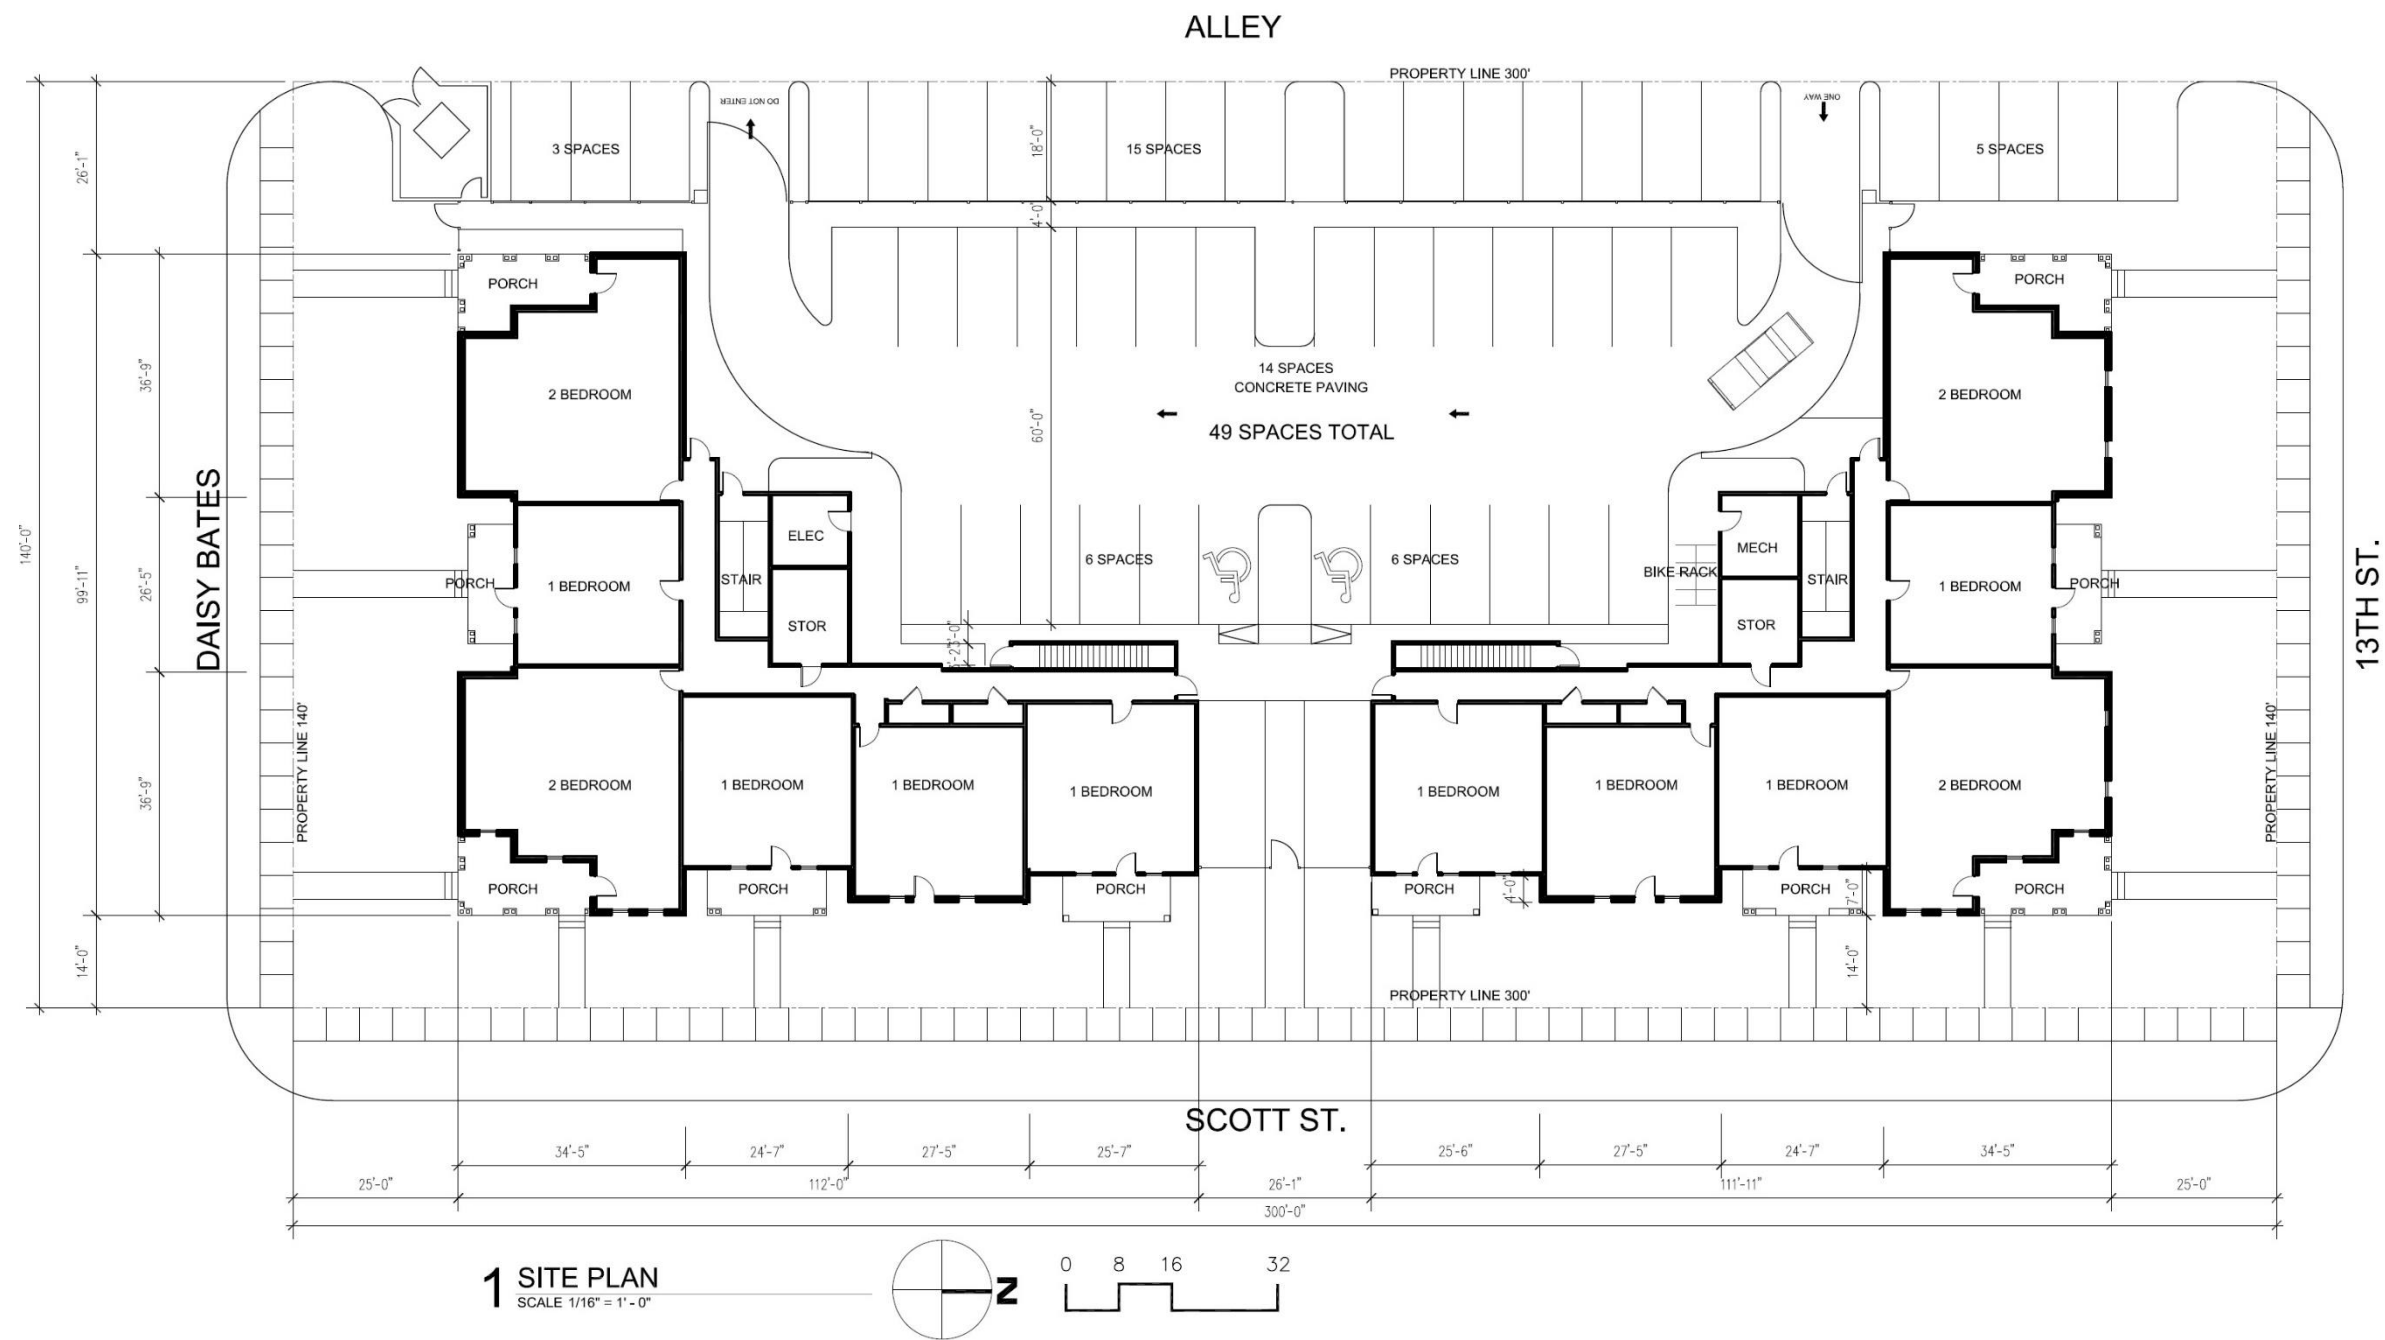 ALLEY
PROPERTY LINE 300'
DO NOT ENTER
ONE WAY
3 SPACES
15 SPACES
5 SPACES
18'-0"
4'-0"
26'-1"
PORCH
PORCH
14 SPACES
CONCRETE PAVING
49 SPACES TOTAL
2 BEDROOM
2 BEDROOM
36'-9"
60'-0"
DAISY BATES
13TH ST.
140'-0"
99'-11"
26'-5"
ELEC
6 SPACES
6 SPACES
MECH
BIKE RACK
PORCH
1 BEDROOM
STAIR
STAIR
1 BEDROOM
PORCH
STOR
STOR
PROPERTY LINE 140'
PROPERTY LINE 140'
36'-9"
2 BEDROOM
1 BEDROOM
1 BEDROOM
1 BEDROOM
1 BEDROOM
1 BEDROOM
1 BEDROOM
2 BEDROOM
PORCH
PORCH
PORCH
PORCH
4'-0"
PORCH
7'-0"
PORCH
14'-0"
14'-0"
PROPERTY LINE 300'
SCOTT ST.
34'-5"
24'-7"
27'-5"
25'-7"
25'-6"
27'-5"
24'-7"
34'-5"
25'-0"
112'-0"
26'-1"
111'-11"
25'-0"
300'-0"
1 SITE PLAN
SCALE 1/16" = 1' - 0"
N
0 8 16 32